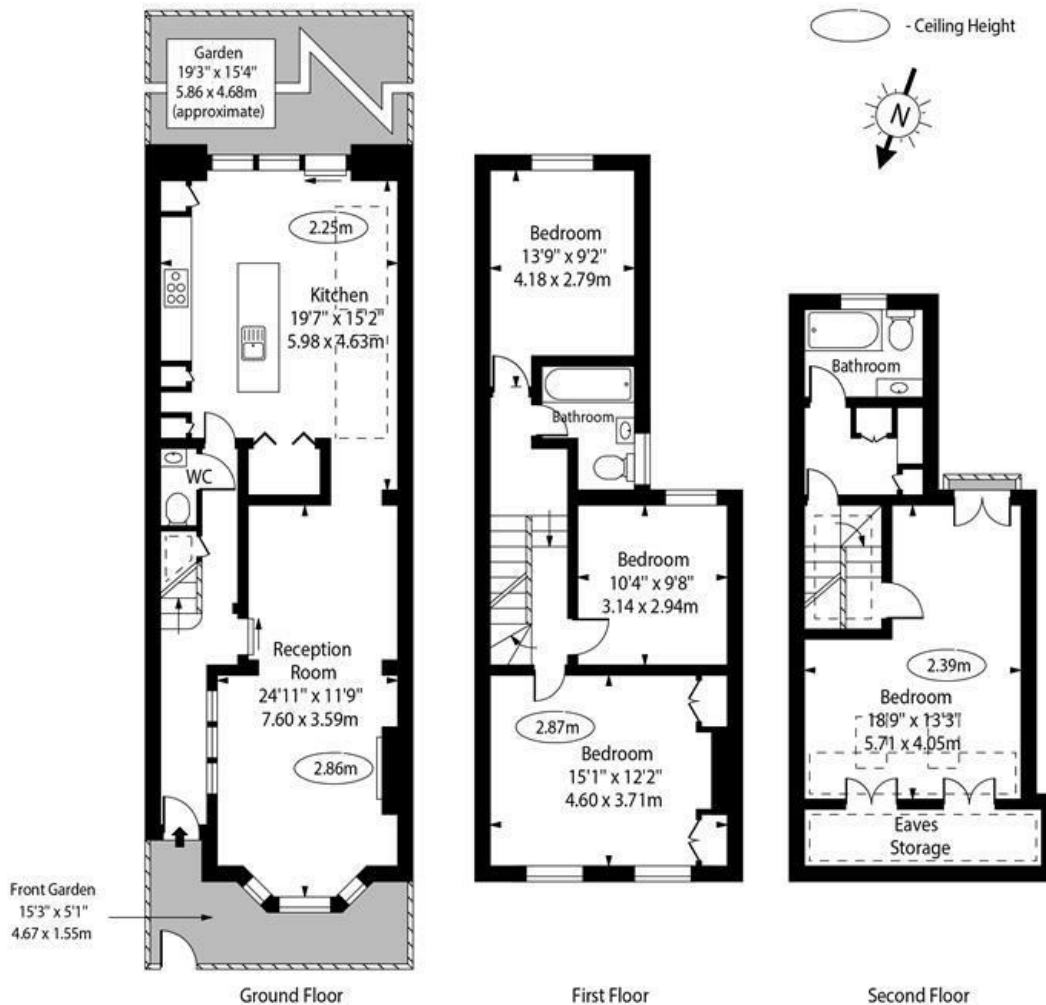 - Ceiling Height
N
Garden
19'3" x 15'4"
5.86 x 4.68m
(approximate)
2.25m
Kitchen
19'7" x 15'2"
5.98 x 4.63m
WC
Reception
Room
24'11" x 11'9"
7.60 x 3.59m
2.86m
Front Garden
15'3" x 5'1"
4.67 x 1.55m
Ground Floor
Bedroom
13'9" x 9'2"
4.18 x 2.79m
Bathroom
Bedroom
10'4" x 9'8"
3.14 x 2.94m
2.87m
Bedroom
15'1" x 12'2"
4.60 x 3.71m
First Floor
Bathroom
2.39m
Bedroom
18'9" x 13'3"
5.71 x 4.05m
Eaves
Storage
Second Floor